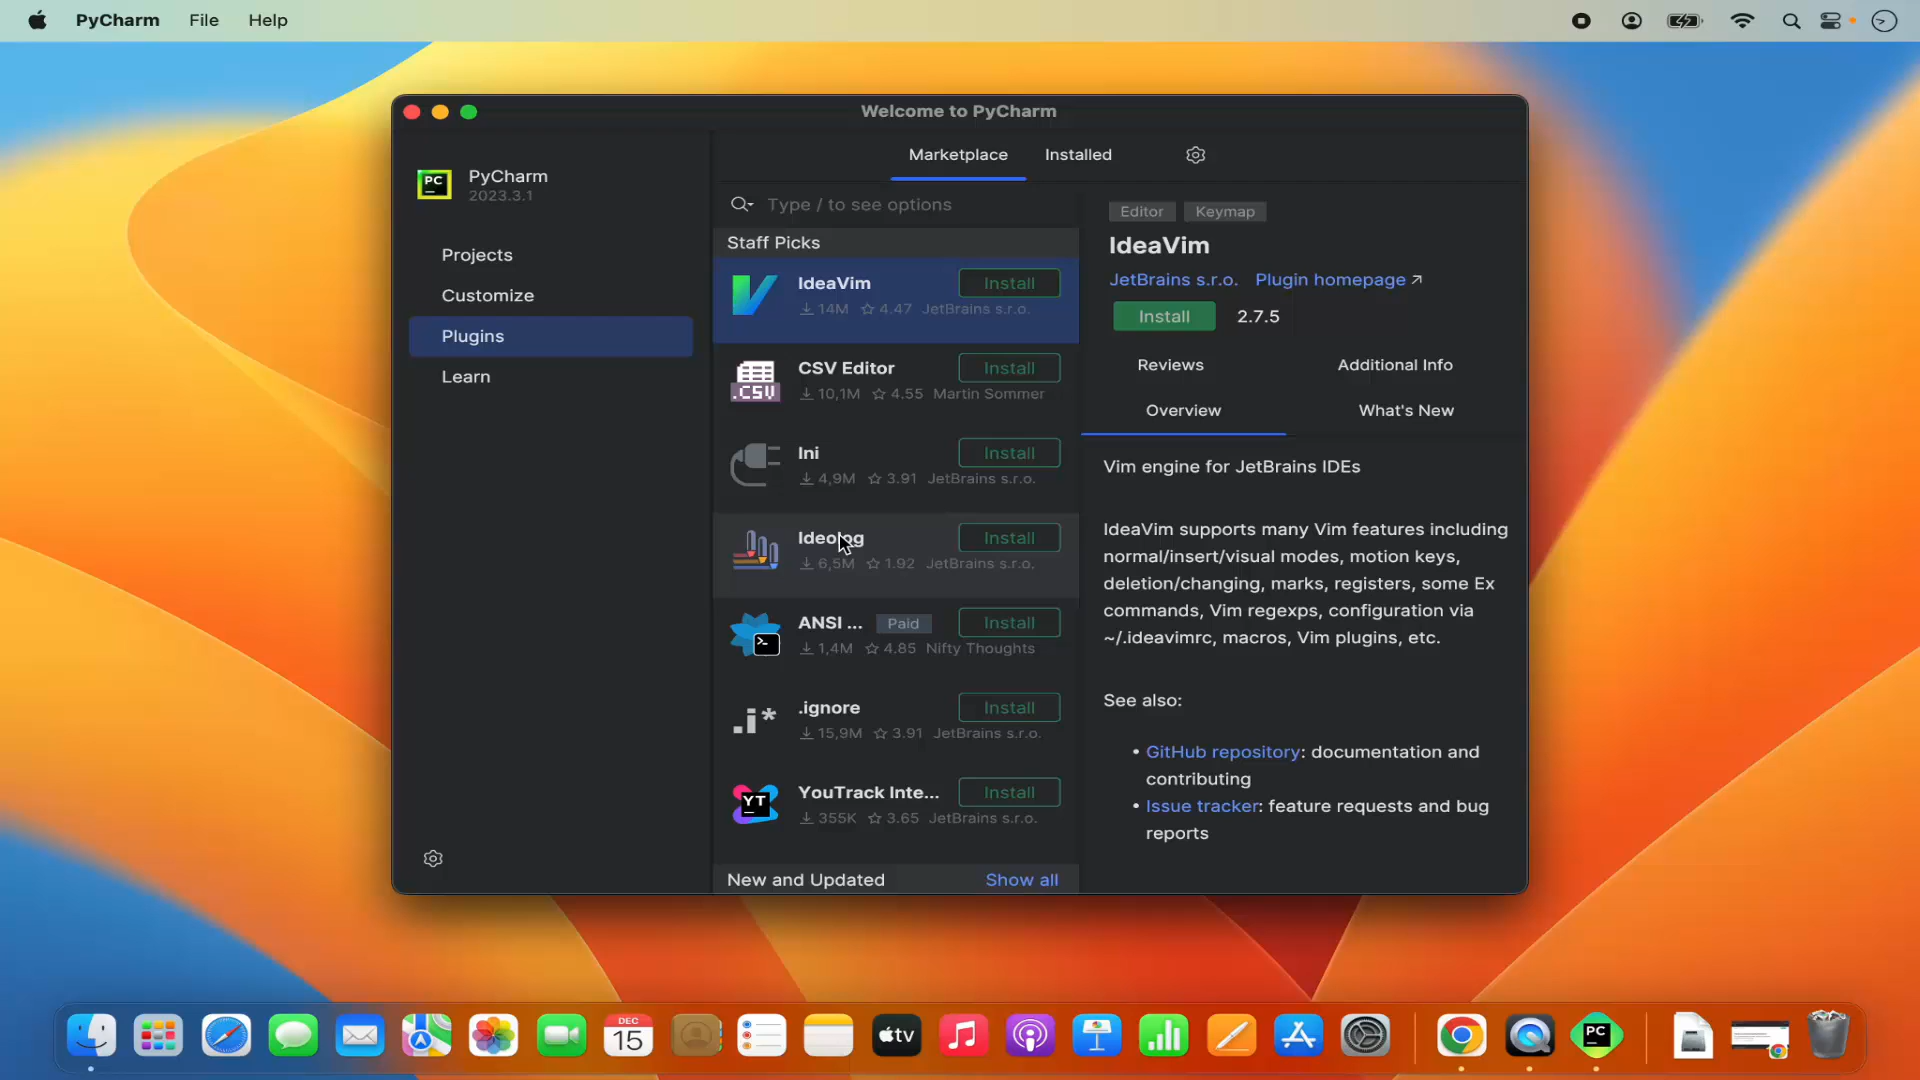 PyCharm File Help
Welcome to PyCharm
PC
PyCharm
2023.3.1
Projects
Customize
Plugins
Learn
Marketplace Installed
Type / to see options
Staff Picks
IdeaVim Install
14M 4.47 JetBrains s.r.o.
.CSV
CSV Editor Install
10,1M 4.55 Martin Sommer
Ini Install
4,9M 3.91 JetBrains s.r.o.
Ideolog Install
6,5M 1.92 JetBrains s.r.o.
ANSI ... Paid Install
1,4M 4.85 Nifty Thoughts
.i*
.ignore Install
15,9M 3.91 JetBrains s.r.o.
YT
YouTrack Inte... Install
355K 3.65 JetBrains s.r.o.
New and Updated Show all
Editor Keymap
IdeaVim
JetBrains s.r.o. Plugin homepage ↗
Install 2.7.5
Reviews Additional Info
Overview What's New
Vim engine for JetBrains IDEs
IdeaVim supports many Vim features including
normal/insert/visual modes, motion keys,
deletion/changing, marks, registers, some Ex
commands, Vim regexps, configuration via
~/.ideavimrc, macros, Vim plugins, etc.
See also:
• GitHub repository: documentation and
contributing
• Issue tracker: feature requests and bug
reports
DEC
15
tv
PC